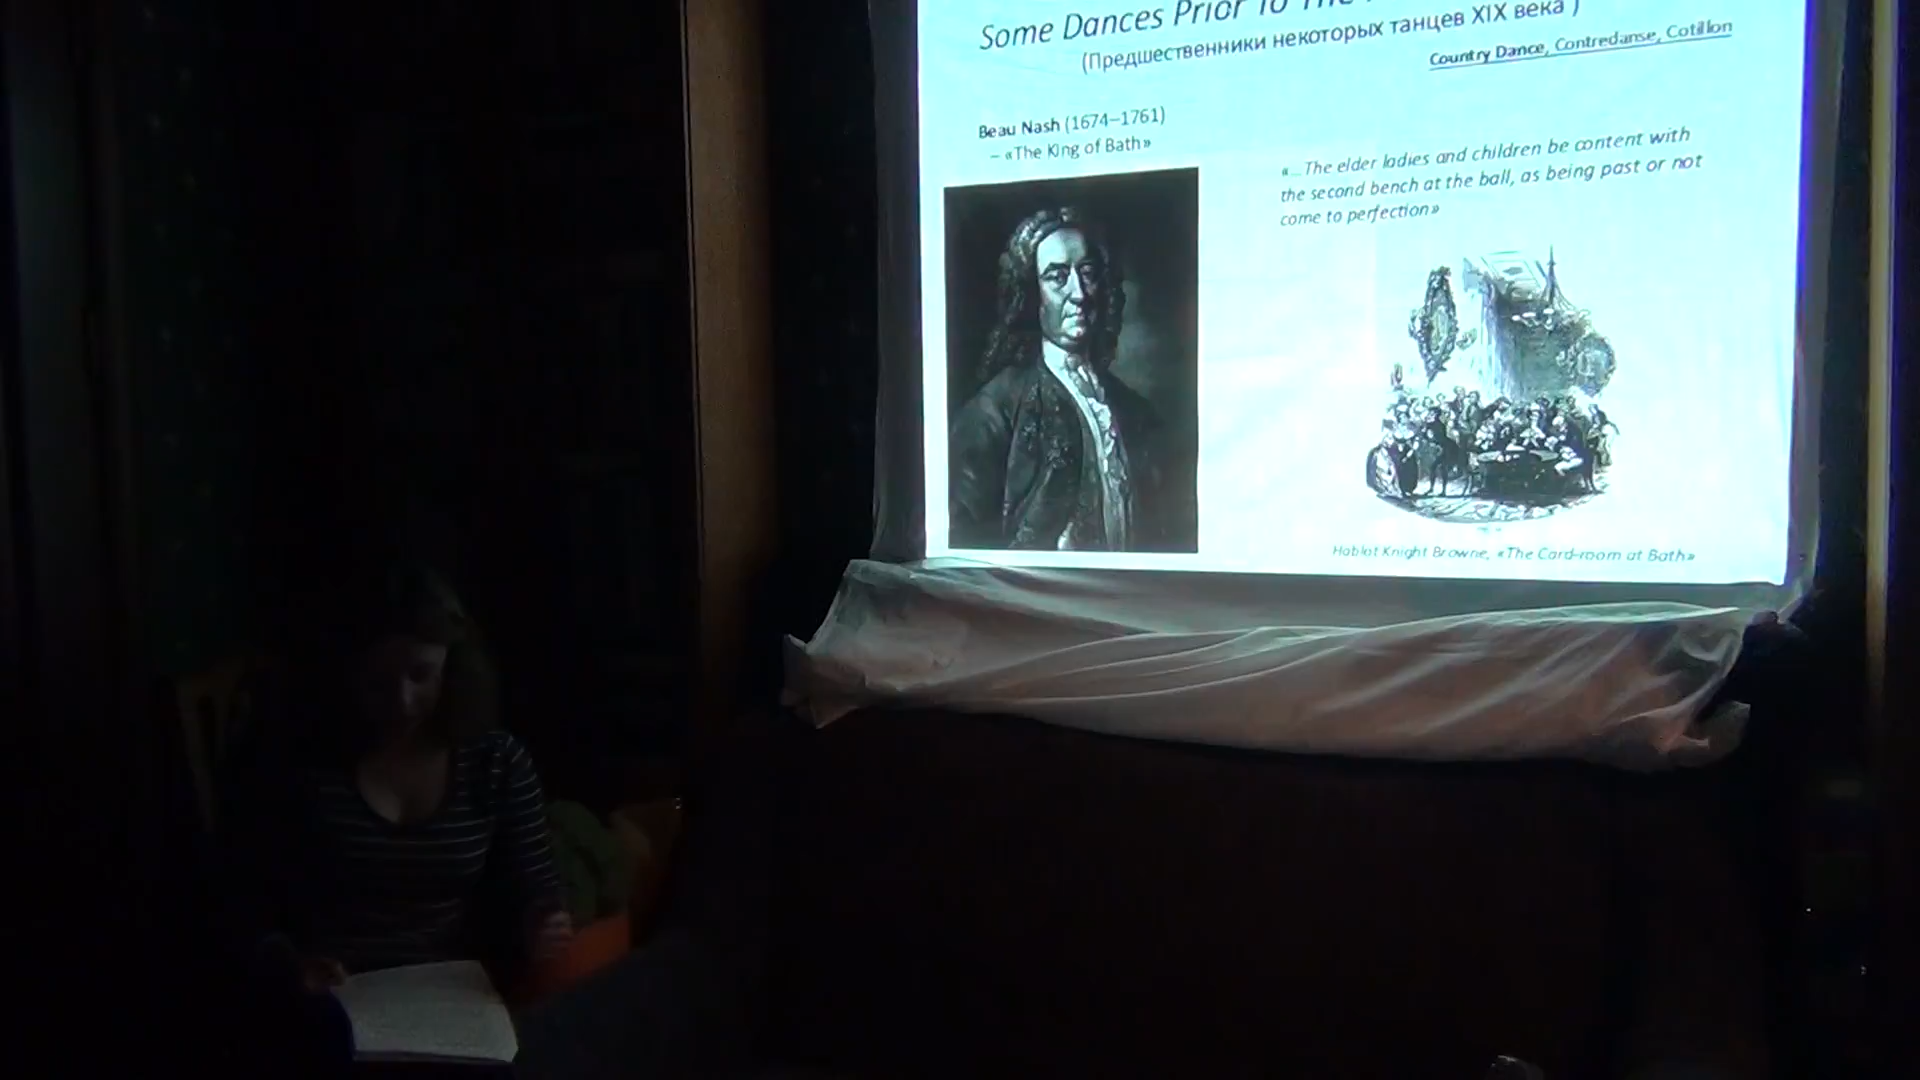 Some Dances Prior To The
(Предшественники некоторых танцев XIX века )
Country Dance, Contredanse, Cotillon
Beau Nash (1674–1761)
– «The King of Bath»
«…The elder ladies and children be content with
the second bench at the ball, as being past or not
come to perfection»
Hablot Knight Browne, «The Card-room at Bath»